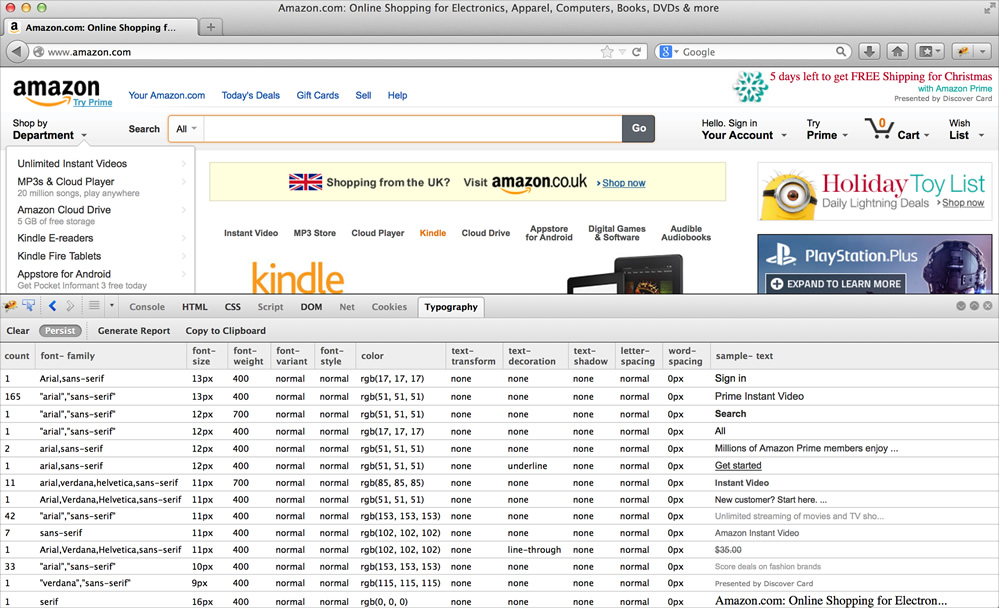 Amazon.com: Online Shopping for Electronics, Apparel, Computers, Books, DVDs & more
a Amazon.com: Online Shopping f...
www.amazon.com
Google
amazon
Try Prime
Your Amazon.com Today's Deals Gift Cards Sell Help
5 days left to get FREE Shipping for Christmas
with Amazon Prime
Presented by Discover Card
Shop by
Department
Search All Go
Hello. Sign in
Your Account
Try
Prime
0
Cart
Wish
List
Unlimited Instant Videos
MP3s & Cloud Player
20 million songs, play anywhere
Amazon Cloud Drive
5 GB of free storage
Kindle E-readers
Kindle Fire Tablets
Appstore for Android
Get Pocket Informant 3 free today
Shopping from the UK? Visit amazon.co.uk Shop now
Instant Video MP3 Store Cloud Player Kindle Cloud Drive Appstore for Android Digital Games & Software Audible Audiobooks
kindle
Holiday Toy List
Daily Lightning Deals Shop now
PlayStation.Plus
EXPAND TO LEARN MORE
Console HTML CSS Script DOM Net Cookies Typography
Clear Persist Generate Report Copy to Clipboard
count font- family font-size font-weight font-variant font-style color text-transform text-decoration text-shadow letter-spacing word-spacing sample- text
1 Arial,sans-serif 13px 400 normal normal rgb(17, 17, 17) none none none normal 0px Sign in
165 "arial","sans-serif" 13px 400 normal normal rgb(51, 51, 51) none none none normal 0px Prime Instant Video
1 "arial","sans-serif" 12px 700 normal normal rgb(51, 51, 51) none none none normal 0px Search
1 "arial","sans-serif" 12px 400 normal normal rgb(17, 17, 17) none none none normal 0px All
2 arial,sans-serif 12px 400 normal normal rgb(51, 51, 51) none none none normal 0px Millions of Amazon Prime members enjoy ...
1 arial,sans-serif 12px 400 normal normal rgb(51, 51, 51) none underline none normal 0px Get started
11 arial,verdana,helvetica,sans-serif 11px 700 normal normal rgb(85, 85, 85) none none none normal 0px Instant Video
1 Arial,Verdana,Helvetica,sans-serif 11px 400 normal normal rgb(51, 51, 51) none none none normal 0px New customer? Start here. ...
42 "arial","sans-serif" 11px 400 normal normal rgb(153, 153, 153) none none none normal 0px Unlimited streaming of movies and TV sho...
7 sans-serif 11px 400 normal normal rgb(102, 102, 102) none none none normal 0px Amazon Instant Video
1 Arial,Verdana,Helvetica,sans-serif 11px 400 normal normal rgb(102, 102, 102) none line-through none normal 0px $35.00
33 "arial","sans-serif" 10px 400 normal normal rgb(153, 153, 153) none none none normal 0px Score deals on fashion brands
1 "verdana","sans-serif" 9px 400 normal normal rgb(115, 115, 115) none none none normal 0px Presented by Discover Card
1 serif 16px 400 normal normal rgb(0, 0, 0) none none none normal 0px Amazon.com: Online Shopping for Electron...